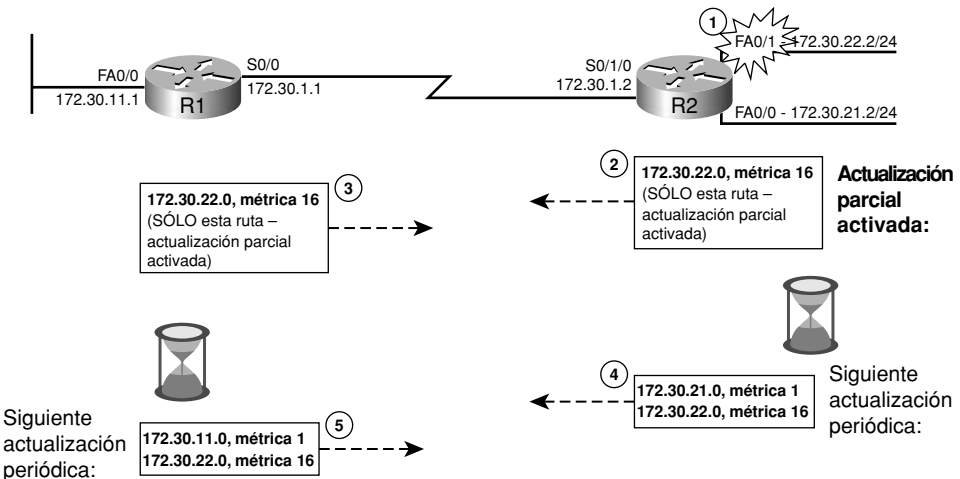 1
FA0/1 - 172.30.22.2/24
FA0/0
172.30.11.1
R1
S0/0
172.30.1.1
S0/1/0
172.30.1.2
R2
FA0/0 - 172.30.21.2/24
3
172.30.22.0, métrica 16
(SÓLO esta ruta –
actualización parcial
activada)
2
172.30.22.0, métrica 16
(SÓLO esta ruta –
actualización parcial
activada)
Actualización
parcial
activada:
4
172.30.21.0, métrica 1
172.30.22.0, métrica 16
Siguiente
actualización
periódica:
Siguiente
actualización
periódica:
5
172.30.11.0, métrica 1
172.30.22.0, métrica 16